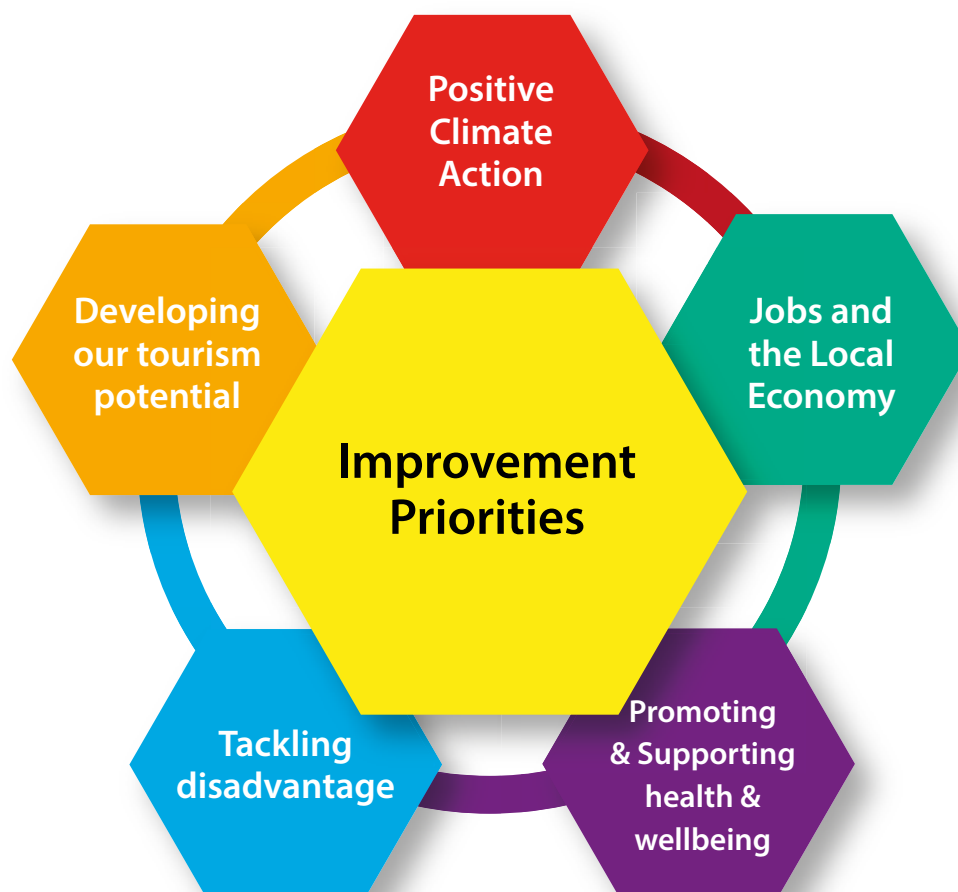 Positive
Climate
Action
Developing
our tourism
potential
Jobs and
the Local
Economy
Improvement
Priorities
Tackling
disadvantage
Promoting
& Supporting
health &
wellbeing